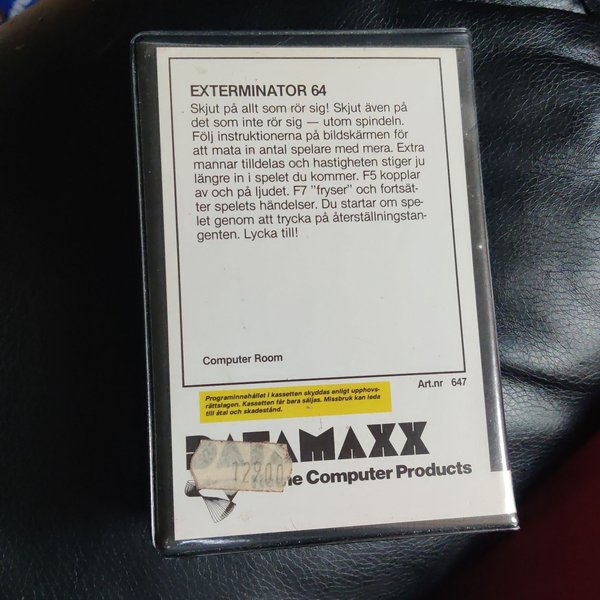 EXTERMINATOR 64
Skjut på allt som rör sig! Skjut även på
det som inte rör sig — utom spindeln.
Följ instruktionerna på bildskärmen för
att mata in antal spelare med mera. Extra
mannar tilldelas och hastigheten stiger ju
längre in i spelet du kommer. F5 kopplar
av och på ljudet. F7 "fryser" och fortsät-
ter spelets händelser. Du startar om spe-
let genom att trycka på återställningstan-
genten. Lycka till!
Computer Room
Art.nr 647
Programinnehållet i kassetten skyddas enligt upphovs-
rättslagen. Kassetten får bara säljas. Missbruk kan leda
till åtal och skadestånd.
DATAMAXX
Computer Products